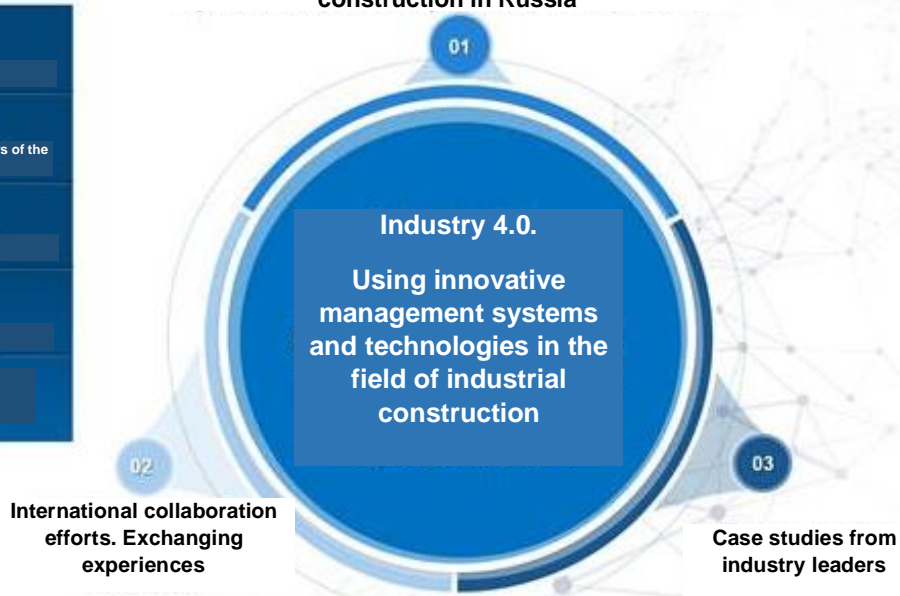 construction in Russia
01
s of the
Industry 4.0.
Using innovative
management systems
and technologies in the
field of industrial
construction
02
03
International collaboration
efforts. Exchanging
experiences
Case studies from
industry leaders